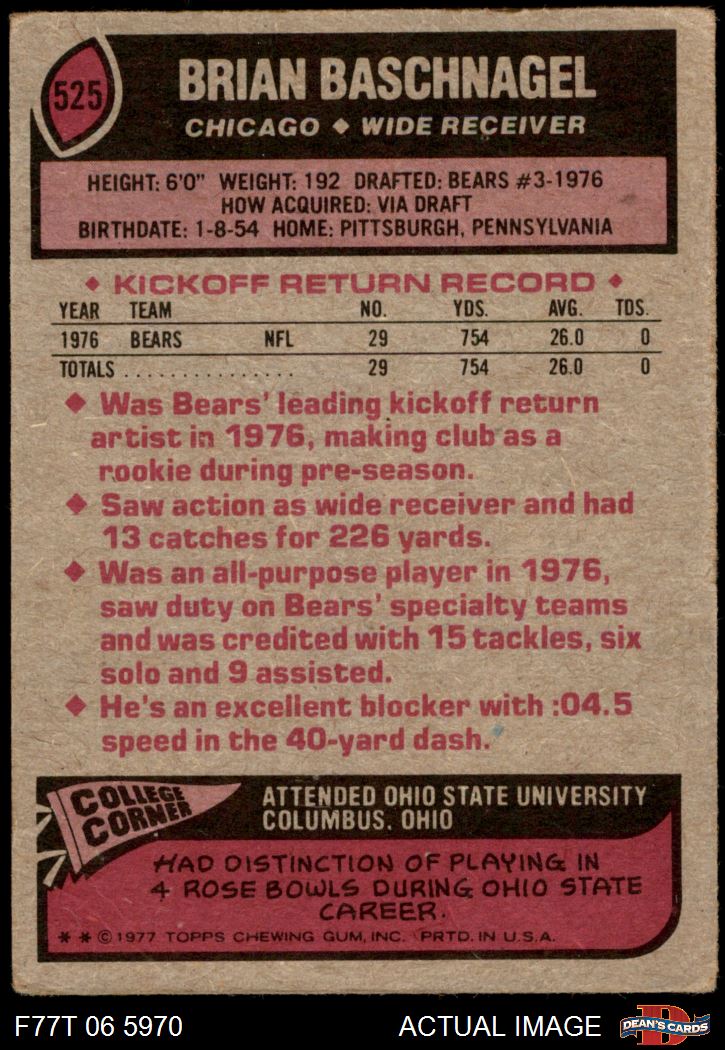 525
BRIAN BASCHNAGEL
CHICAGO ◆ WIDE RECEIVER
HEIGHT: 6'0" WEIGHT: 192 DRAFTED: BEARS #3-1976
HOW ACQUIRED: VIA DRAFT
BIRTHDATE: 1-8-54 HOME: PITTSBURGH, PENNSYLVANIA
◆ KICKOFF RETURN RECORD ◆
YEAR TEAM NO. YDS. AVG. TDS.
1976 BEARS NFL 29 754 26.0 0
TOTALS . . . . . . . . . . . . . . . 29 754 26.0 0
◆ Was Bears' leading kickoff return
artist in 1976, making club as a
rookie during pre-season.
◆ Saw action as wide receiver and had
13 catches for 226 yards.
◆ Was an all-purpose player in 1976,
saw duty on Bears' specialty teams
and was credited with 15 tackles, six
solo and 9 assisted.
◆ He's an excellent blocker with :04.5
speed in the 40-yard dash.
COLLEGE
CORNER
ATTENDED OHIO STATE UNIVERSITY
COLUMBUS, OHIO
HAD DISTINCTION OF PLAYING IN
4 ROSE BOWLS DURING OHIO STATE
CAREER.
* * © 1977 TOPPS CHEWING GUM, INC. PRTD. IN U.S.A.
F77T 06 5970 ACTUAL IMAGE
D
DEAN'S CARDS